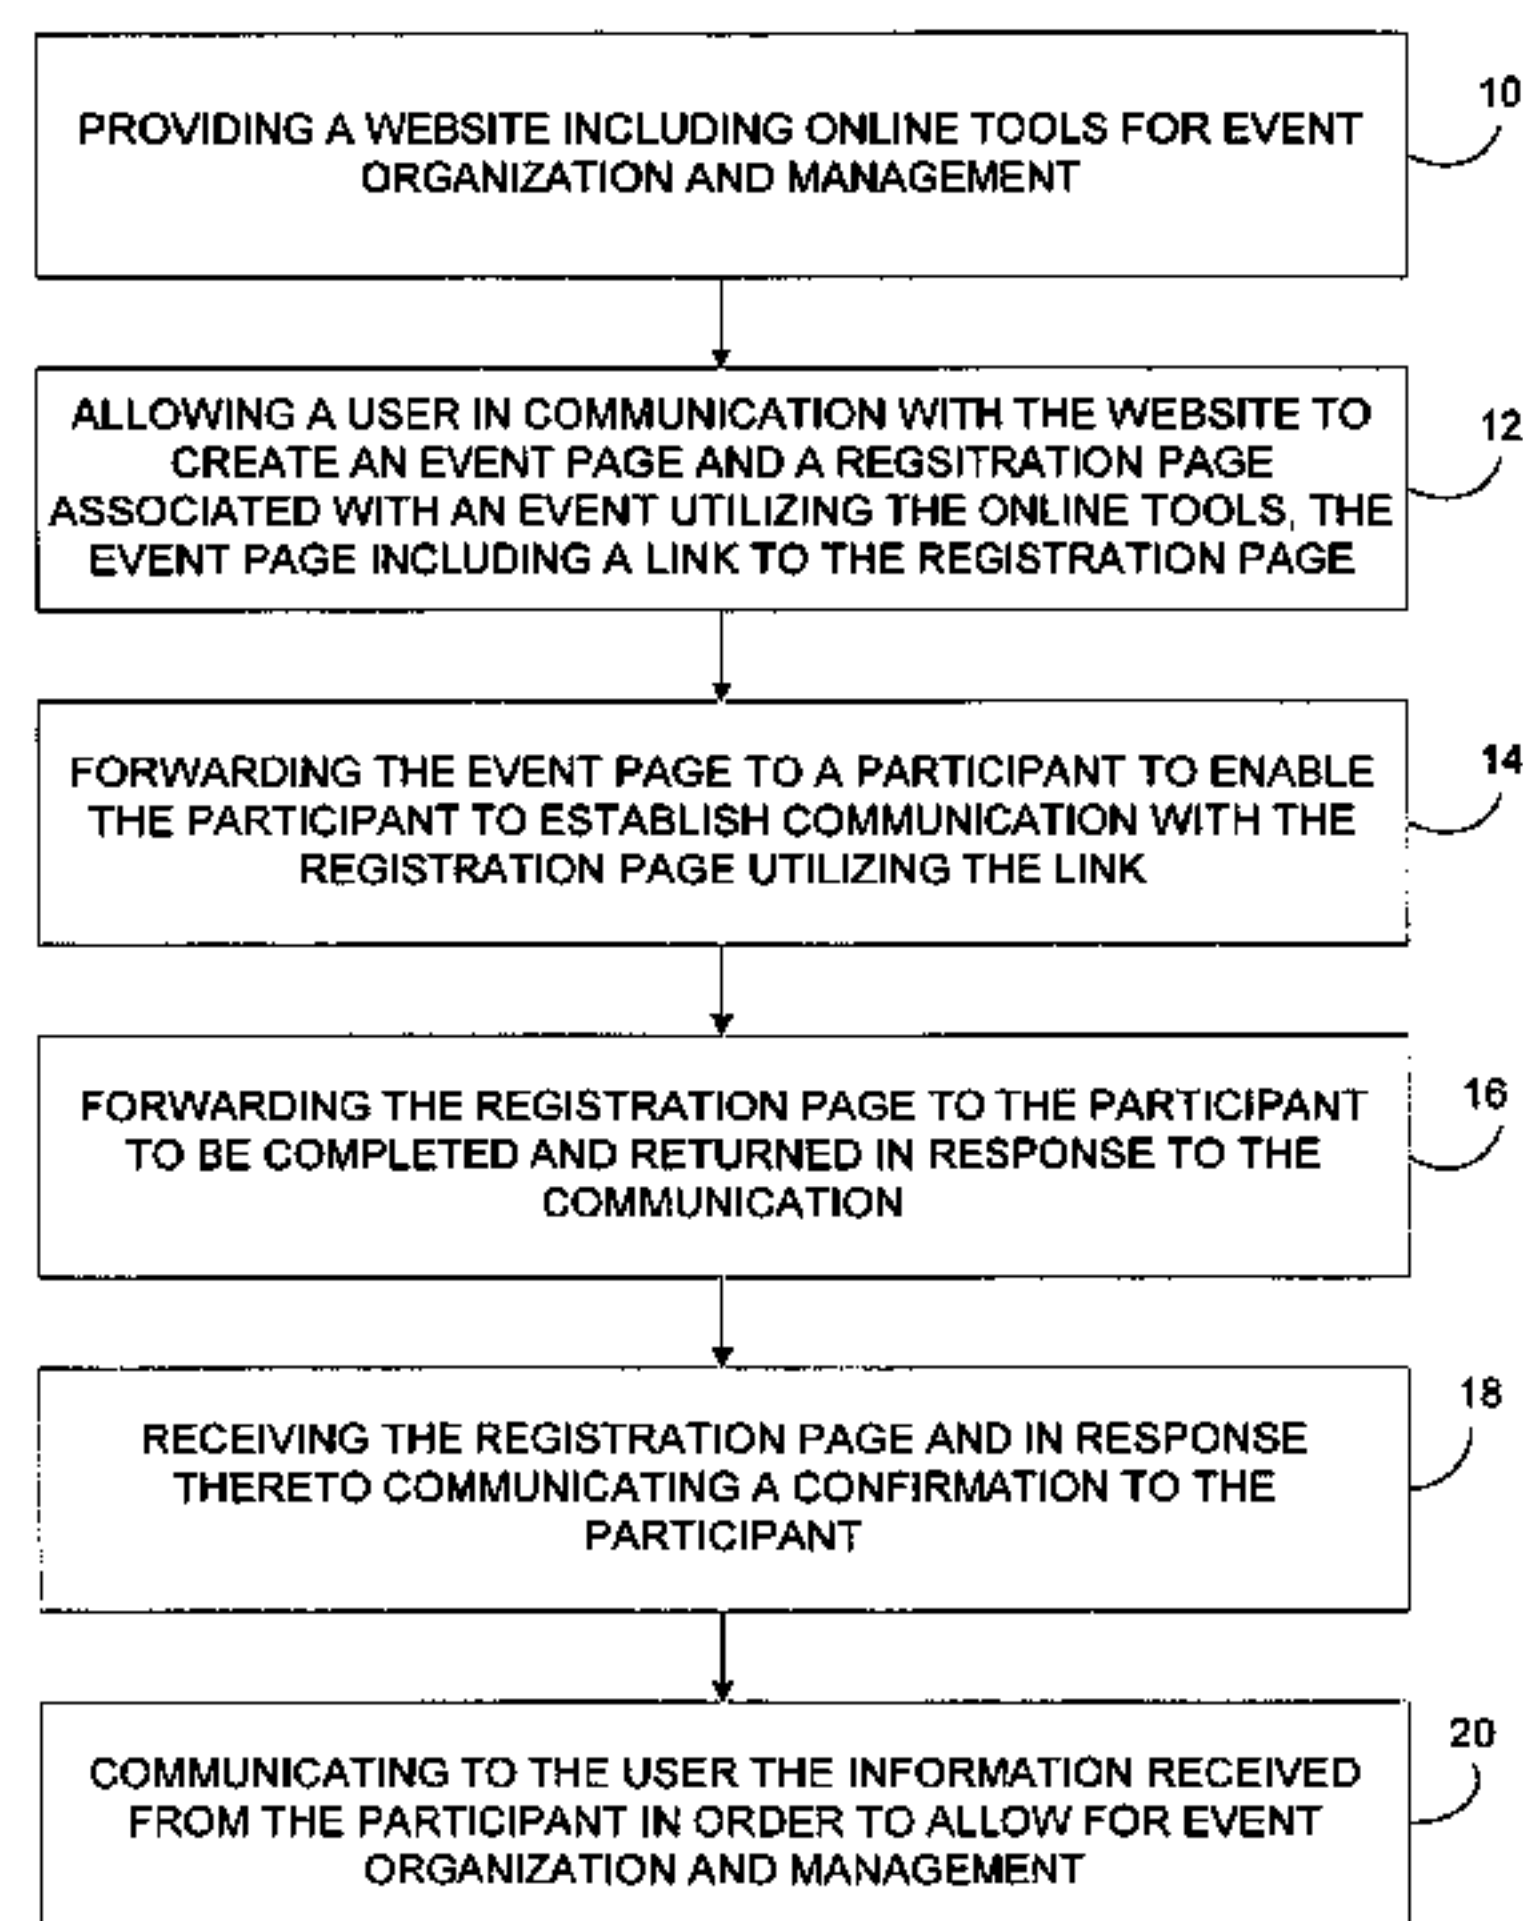 PROVIDING A WEBSITE INCLUDING ONLINE TOOLS FOR EVENT
ORGANIZATION AND MANAGEMENT
10
ALLOWING A USER IN COMMUNICATION WITH THE WEBSITE TO
CREATE AN EVENT PAGE AND A REGSITRATION PAGE
ASSOCIATED WITH AN EVENT UTILIZING THE ONLINE TOOLS, THE
EVENT PAGE INCLUDING A LINK TO THE REGISTRATION PAGE
12
FORWARDING THE EVENT PAGE TO A PARTICIPANT TO ENABLE
THE PARTICIPANT TO ESTABLISH COMMUNICATION WITH THE
REGISTRATION PAGE UTILIZING THE LINK
14
FORWARDING THE REGISTRATION PAGE TO THE PARTICIPANT
TO BE COMPLETED AND RETURNED IN RESPONSE TO THE
COMMUNICATION
16
RECEIVING THE REGISTRATION PAGE AND IN RESPONSE
THERETO COMMUNICATING A CONFIRMATION TO THE
PARTICIPANT
18
COMMUNICATING TO THE USER THE INFORMATION RECEIVED
FROM THE PARTICIPANT IN ORDER TO ALLOW FOR EVENT
ORGANIZATION AND MANAGEMENT
20